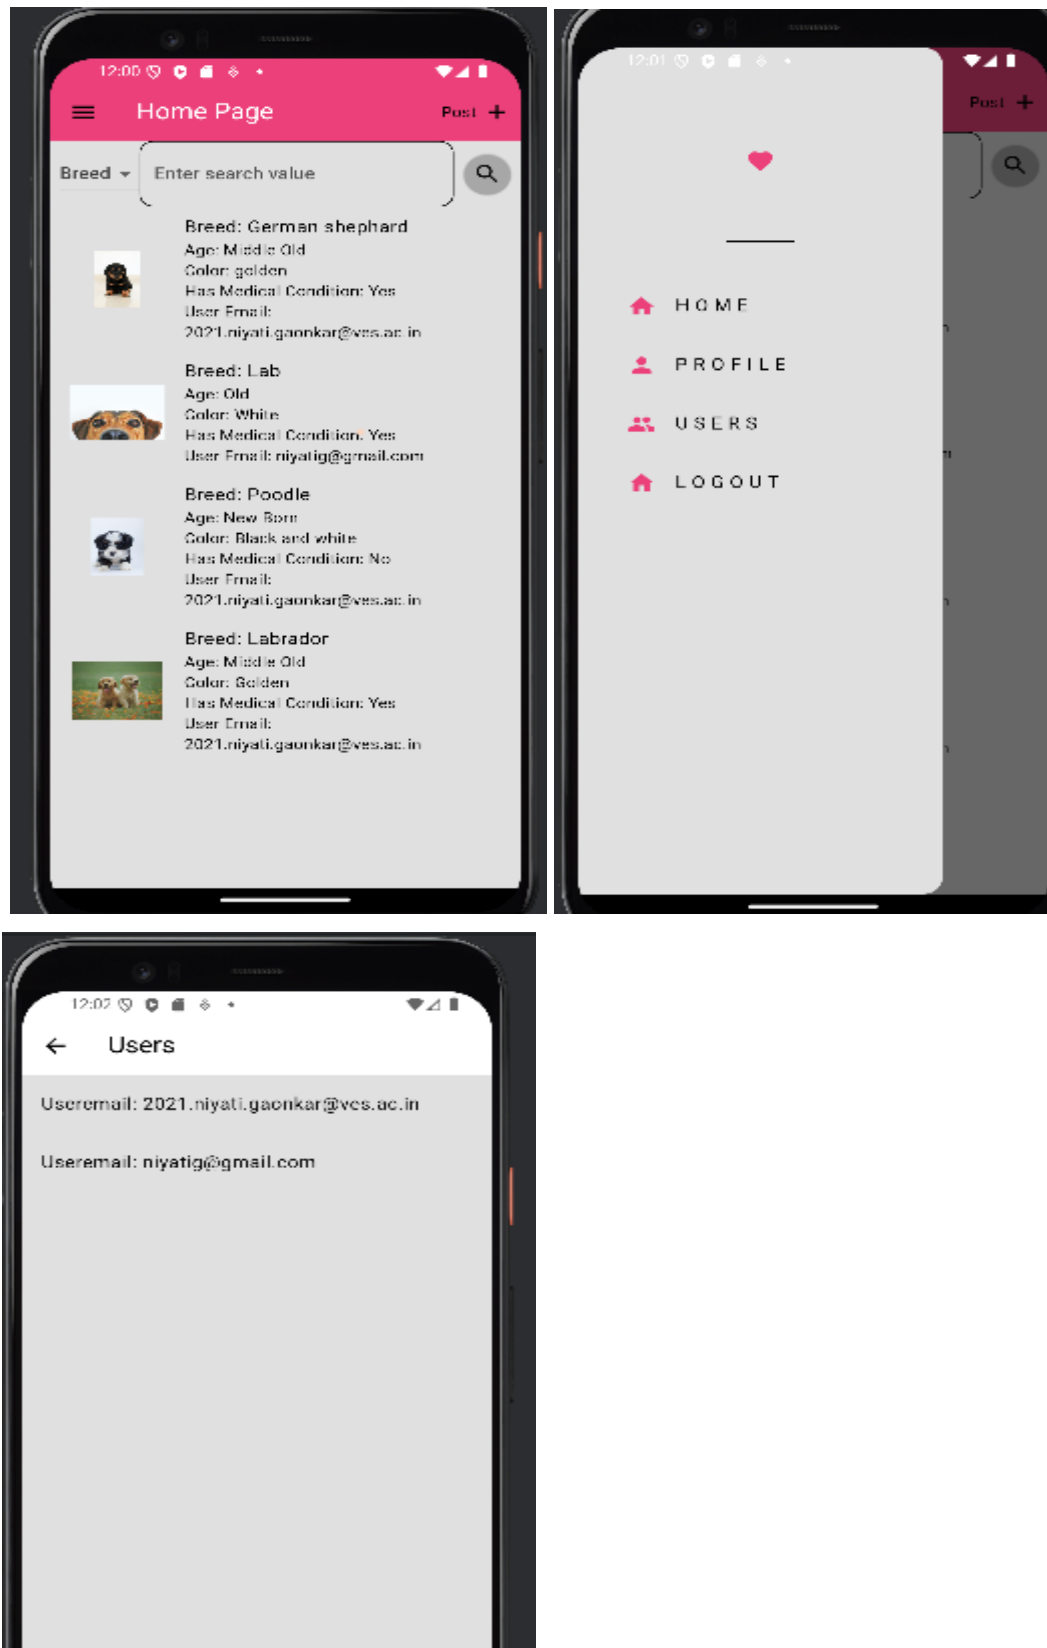 12:00
Home Page
Post +
Breed
Enter search value
Breed: German shephard
Age: Middle Old
Color: golden
Has Medical Condition: Yes
User Email:
2021.niyati.gaonkar@ves.ac.in
Breed: Lab
Age: Old
Color: White
Has Medical Condition: Yes
User Email: niyatig@gmail.com
Breed: Poodle
Age: New Born
Color: Black and white
Has Medical Condition: No
User Email:
2021.niyati.gaonkar@ves.ac.in
Breed: Labrador
Age: Middle Old
Color: Golden
Has Medical Condition: Yes
User Email:
2021.niyati.gaonkar@ves.ac.in
12:01
Post +
HOME
PROFILE
USERS
LOGOUT
12:02
Users
Useremail: 2021.niyati.gaonkar@ves.ac.in
Useremail: niyatig@gmail.com